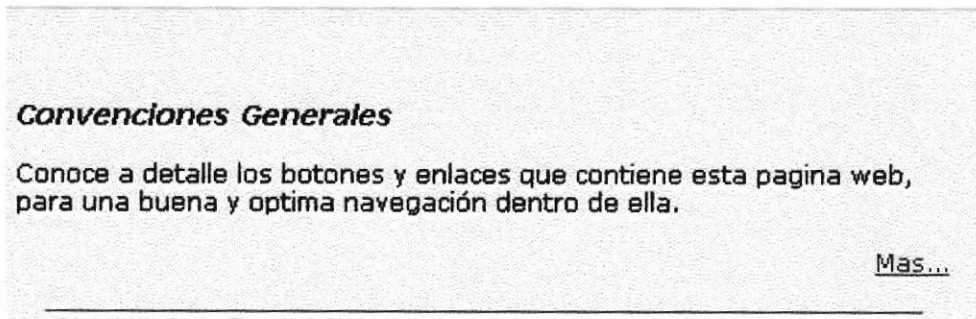 Convenciones Generales
Conoce a detalle los botones y enlaces que contiene esta pagina web,
para una buena y optima navegación dentro de ella.
Mas...